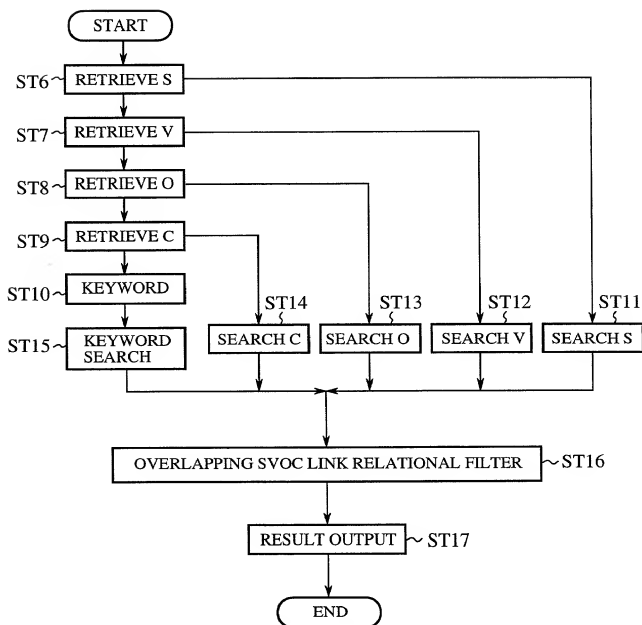 START
ST6 RETRIEVE S
ST7 RETRIEVE V
ST8 RETRIEVE O
ST9 RETRIEVE C
ST10 KEYWORD
ST14 ST13 ST12 ST11
ST15 KEYWORD
SEARCH
SEARCH C SEARCH O SEARCH V SEARCH S
OVERLAPPING SVOC LINK RELATIONAL FILTER ST16
RESULT OUTPUT ST17
END